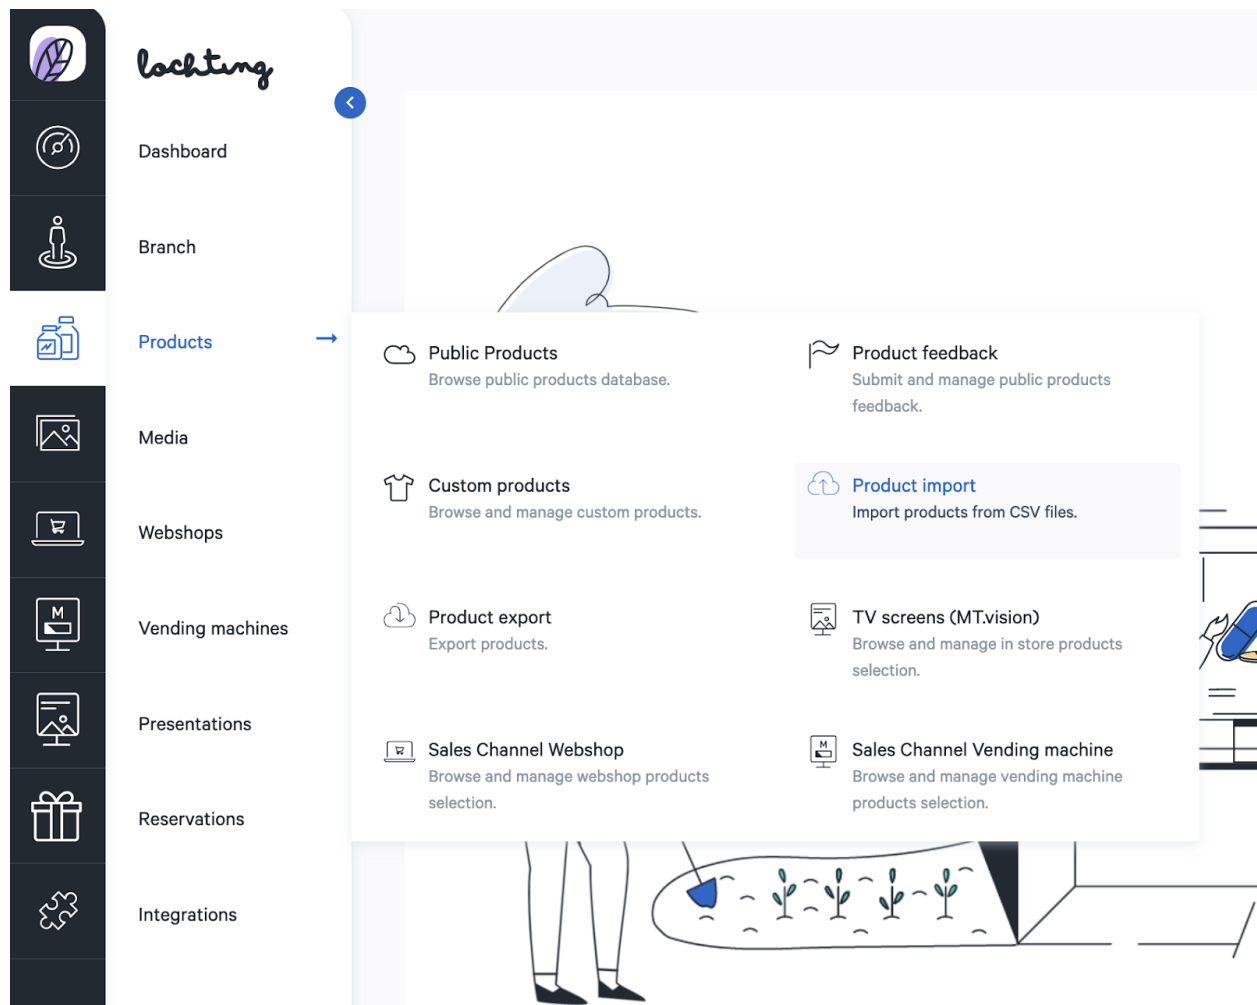 lochting
Dashboard
Branch
Products
Media
Webshops
Vending machines
Presentations
Reservations
Integrations
Public Products
Browse public products database.
Product feedback
Submit and manage public products
feedback.
Custom products
Browse and manage custom products.
Product import
Import products from CSV files.
Product export
Export products.
TV screens (MT.vision)
Browse and manage in store products
selection.
Sales Channel Webshop
Browse and manage webshop products
selection.
Sales Channel Vending machine
Browse and manage vending machine
products selection.
M
M